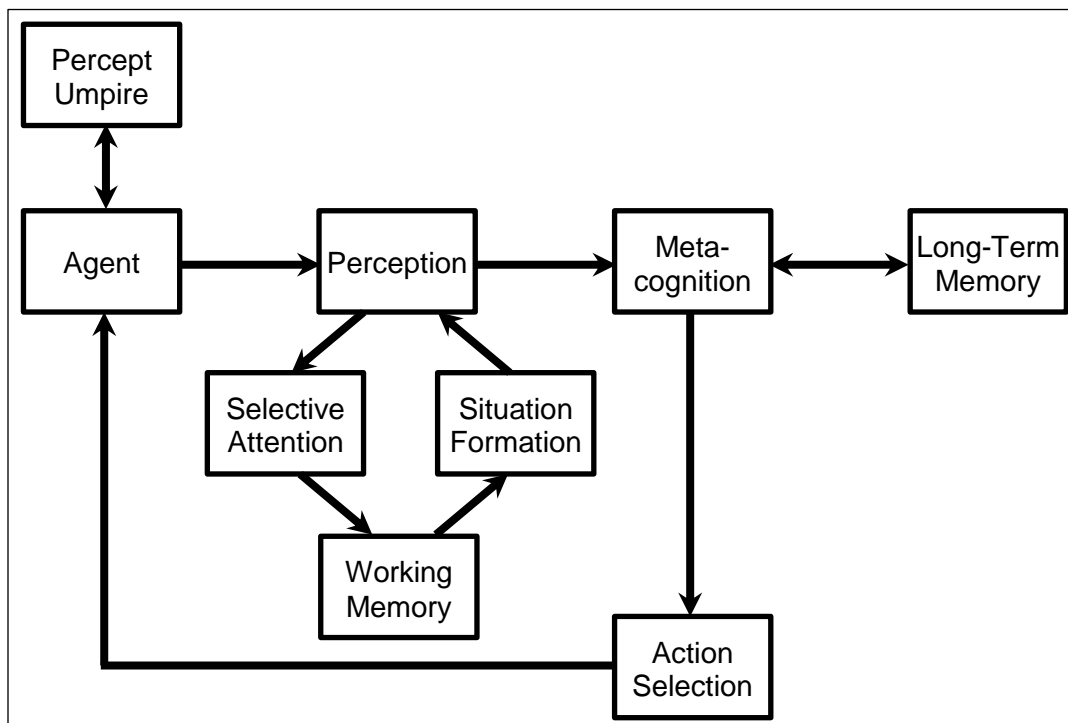 Percept
Umpire
Agent
Perception
Meta-
cognition
Long-Term
Memory
Selective
Attention
Situation
Formation
Working
Memory
Action
Selection